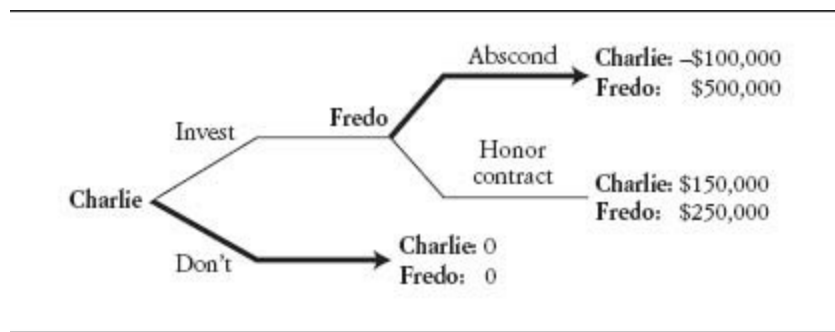 Abscond
Charlie: –$100,000
Fredo: $500,000
Fredo
Invest
Honor
contract
Charlie: $150,000
Fredo: $250,000
Charlie
Don't
Charlie: 0
Fredo: 0